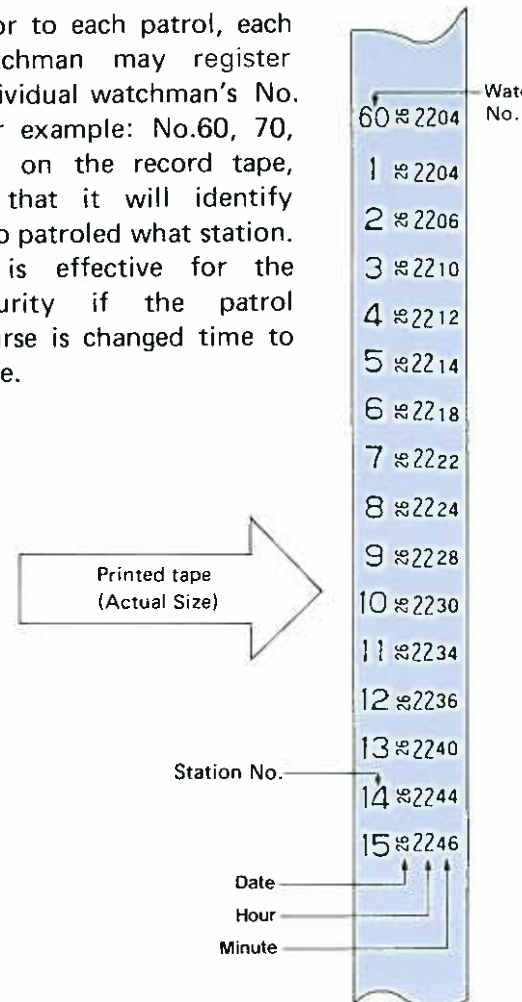 or to each patrol, each
tchman may register
ividual watchman's No.
r example: No.60, 70,
on the record tape,
that it will identify
o patroled what station.
is effective for the
urity if the patrol
urse is changed time to
e.
Watc
No.
60 26 2204
1 26 2204
2 26 2206
3 26 2210
4 26 2212
5 26 2214
6 26 2218
7 26 2222
8 26 2224
9 26 2228
10 26 2230
11 26 2234
12 26 2236
13 26 2240
14 26 2244
15 26 2246
Printed tape
(Actual Size)
Station No.
Date
Hour
Minute